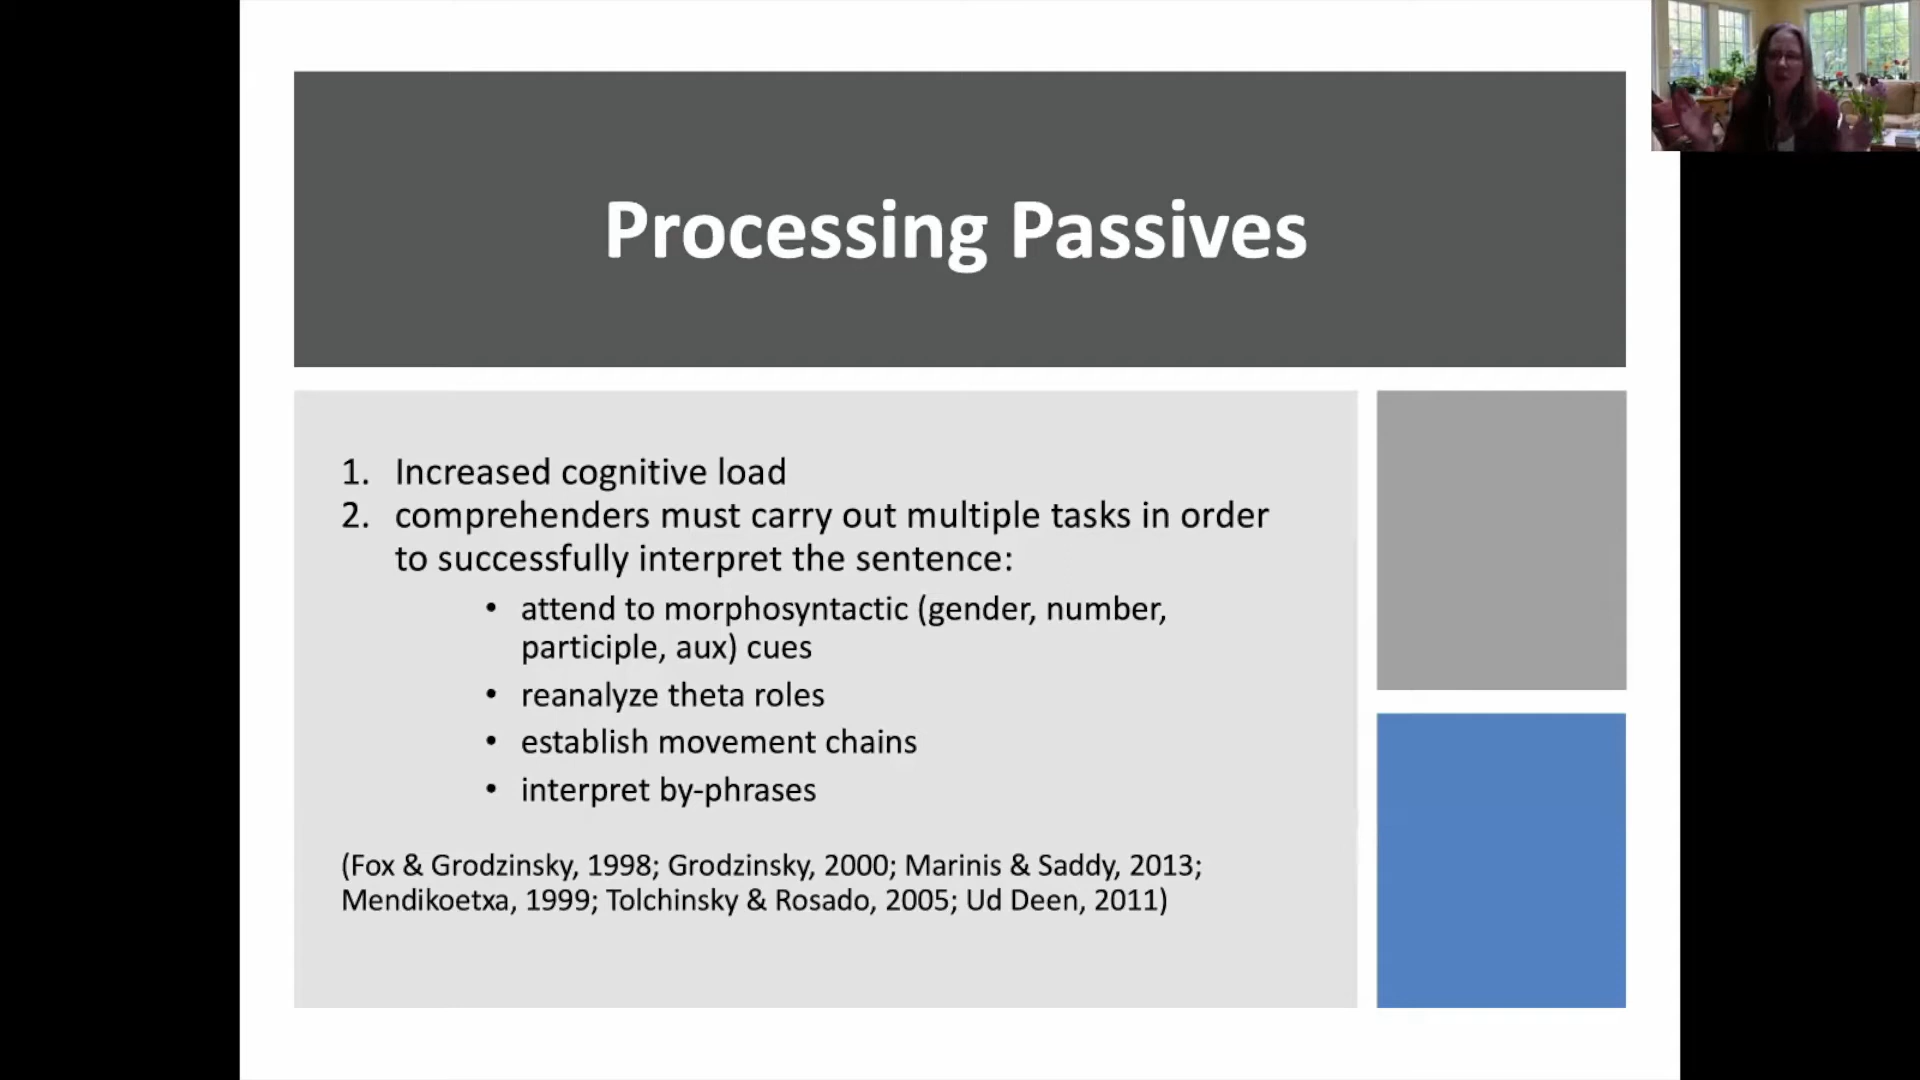 Processing Passives
1. Increased cognitive load
2. comprehenders must carry out multiple tasks in order
to successfully interpret the sentence:
• attend to morphosyntactic (gender, number,
participle, aux) cues
• reanalyze theta roles
• establish movement chains
• interpret by-phrases
(Fox & Grodzinsky, 1998; Grodzinsky, 2000; Marinis & Saddy, 2013;
Mendikoetxa, 1999; Tolchinsky & Rosado, 2005; Ud Deen, 2011)